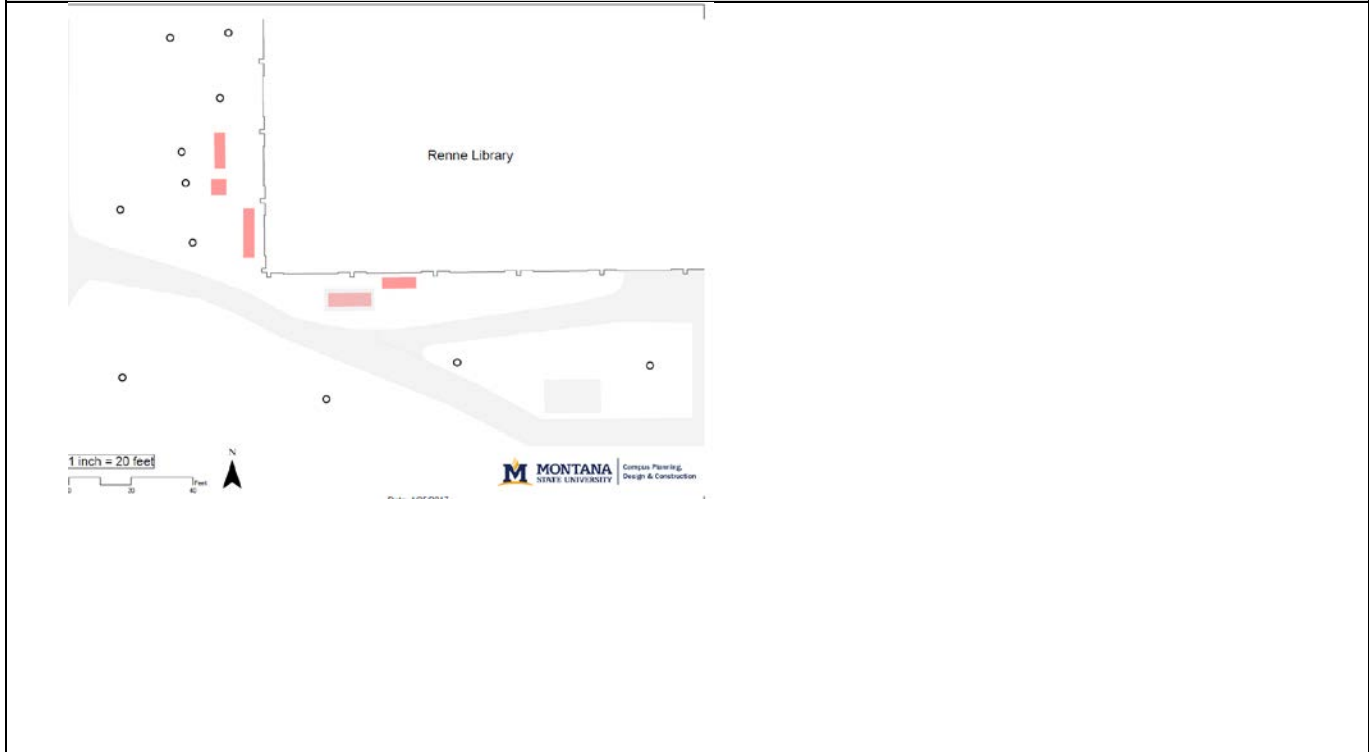 Renne Library
1 inch = 20 feet
N
Feet
0 20 40
M MONTANA
STATE UNIVERSITY
Campus Planning,
Design & Construction